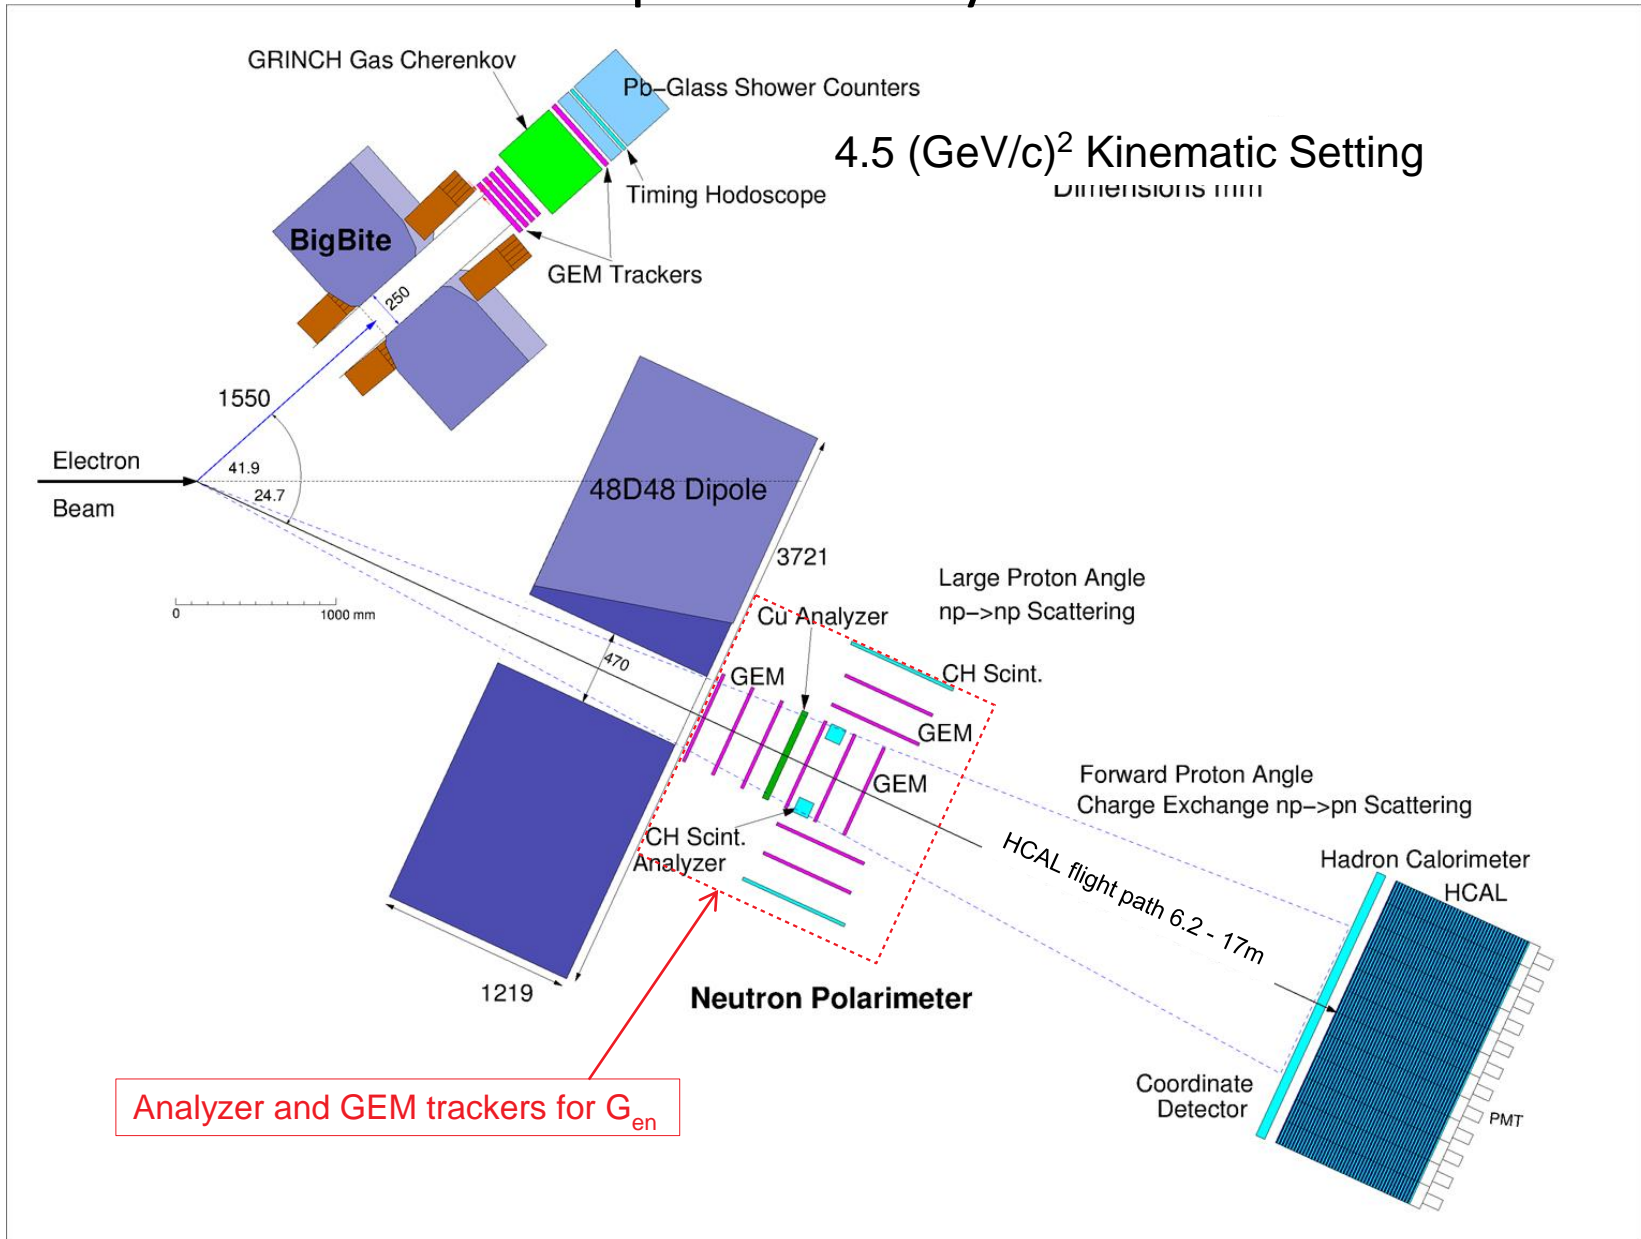 GRINCH Gas Cherenkov
Pb-Glass Shower Counters
4.5 (GeV/c)² Kinematic Setting
Dimensions mm
Timing Hodoscope
BigBite
GEM Trackers
250
1550
Electron
41.9
24.7
Beam
48D48 Dipole
3721
0
1000 mm
Large Proton Angle
np->np Scattering
Cu Analyzer
470
GEM
CH Scint.
GEM
GEM
Forward Proton Angle
Charge Exchange np->pn Scattering
CH Scint.
Analyzer
HCAL flight path 6.2 - 17m
Hadron Calorimeter
HCAL
1219
Neutron Polarimeter
Coordinate
Detector
PMT
Analyzer and GEM trackers for Gen